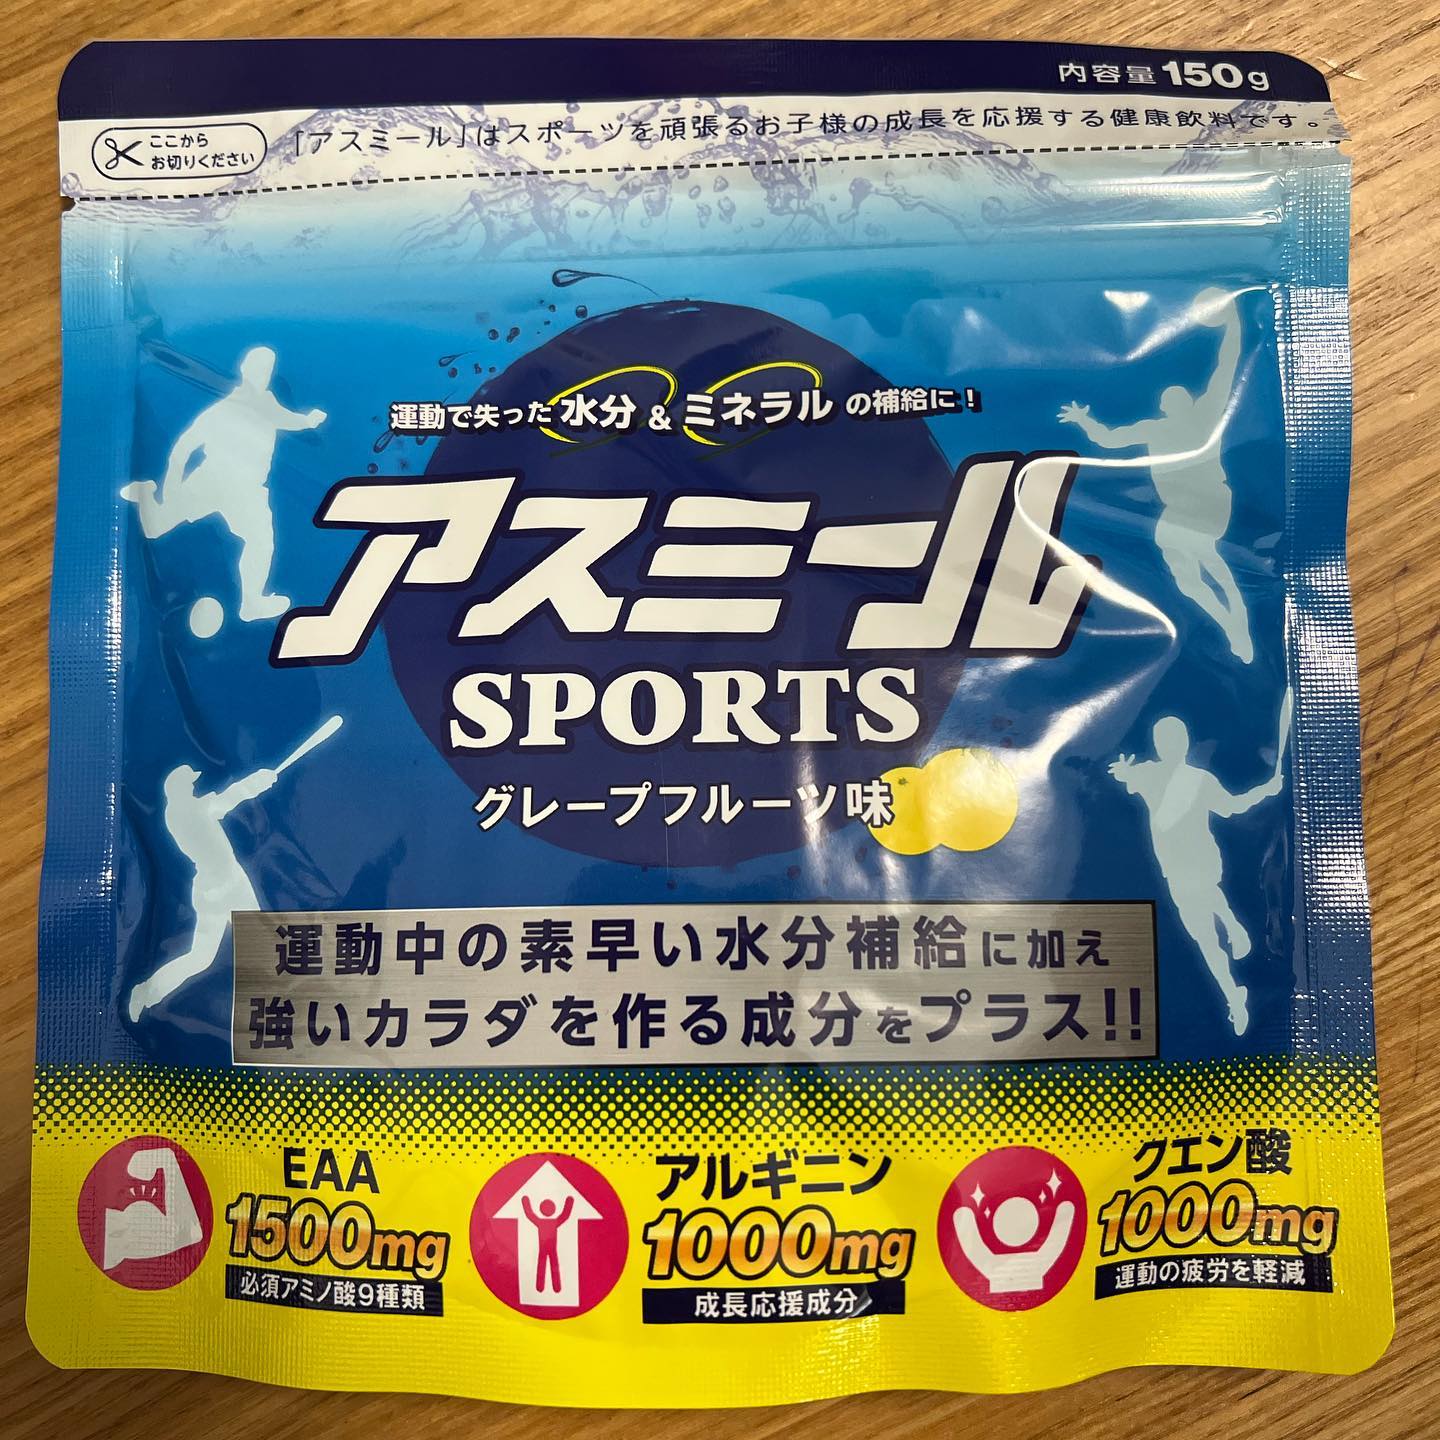 内容量150g
ここから
お切りください
「アスミール」はスポーツを頑張るお子様の成長を応援する健康飲料です。
運動で失った水分&ミネラルの補給に!
アスミール
SPORTS
グレープフルーツ味
運動中の素早い水分補給に加え
強いカラダを作る成分をプラス!!
EAA
1500mg
必須アミノ酸9種類
アルギニン
1000mg
成長応援成分
クエン酸
1000mg
運動の疲労を軽減